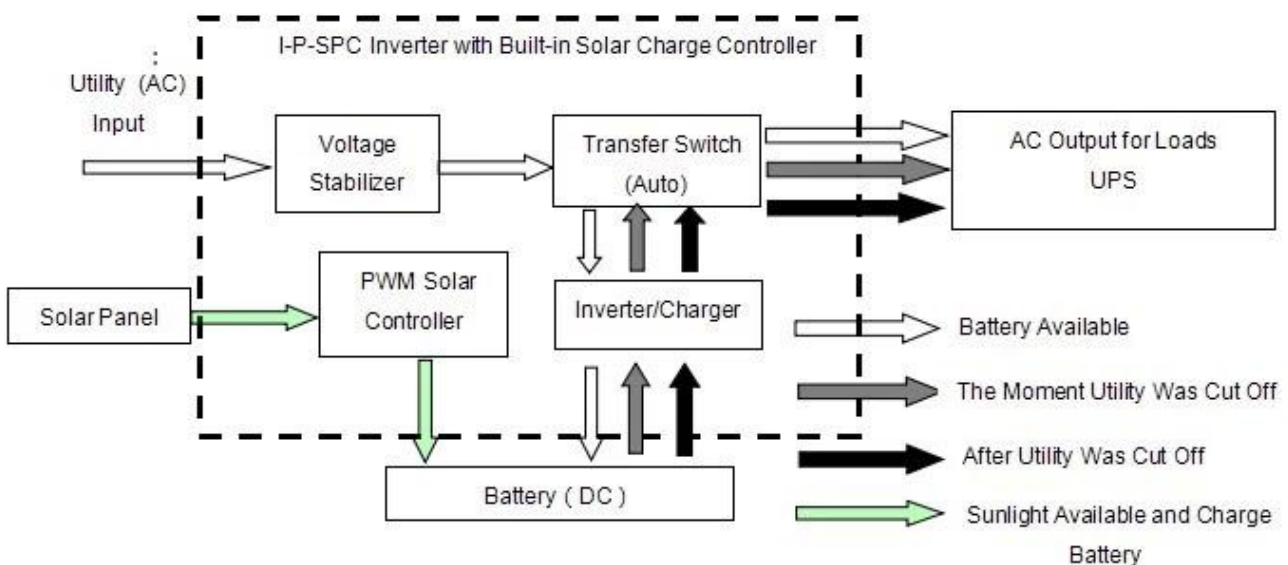 I-P-SPC Inverter with Built-in Solar Charge Controller
:
Utility (AC)
Input
Voltage
Stabilizer
Transfer Switch
(Auto)
AC Output for Loads
UPS
Solar Panel
PWM Solar
Controller
Inverter/Charger
Battery ( DC )
Battery Available
The Moment Utility Was Cut Off
After Utility Was Cut Off
Sunlight Available and Charge
Battery